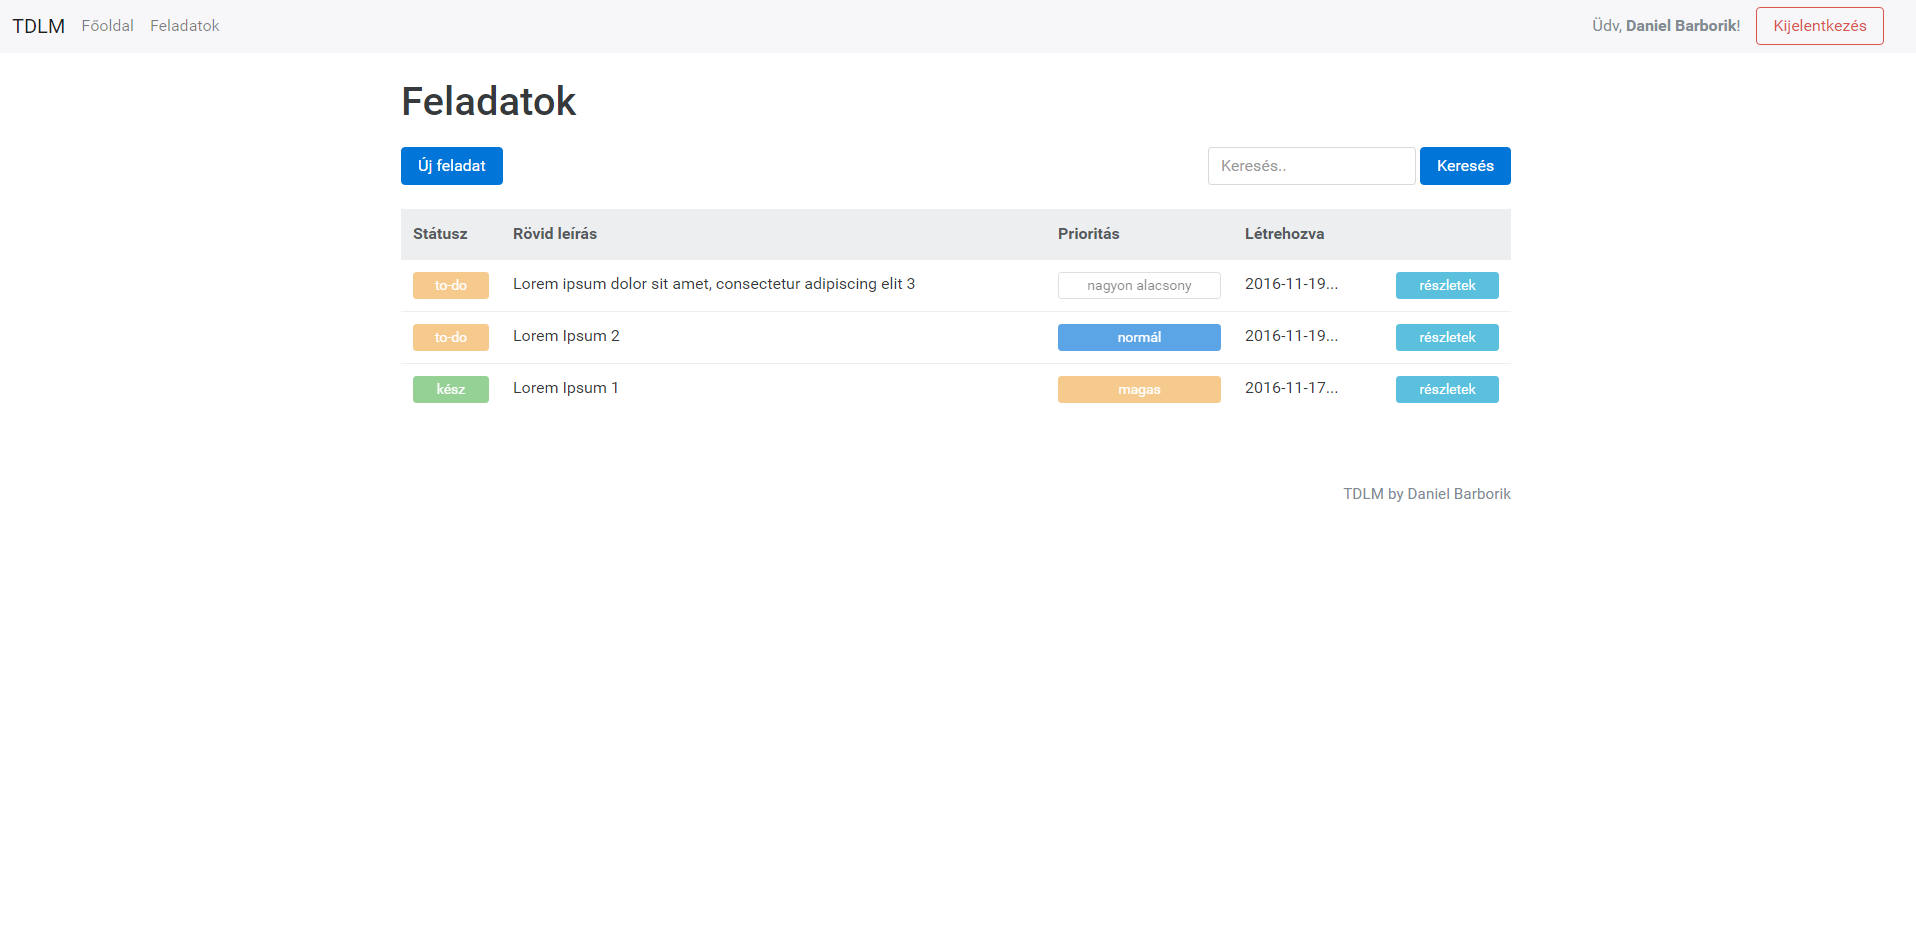 TDLM Főoldal Feladatok Üdv, Daniel Barborik! Kijelentkezés
Feladatok
Új feladat Keresés.. Keresés
Státusz Rövid leírás Prioritás Létrehozva
to-do Lorem ipsum dolor sit amet, consectetur adipiscing elit 3 nagyon alacsony 2016-11-19... részletek
to-do Lorem Ipsum 2 normál 2016-11-19... részletek
kész Lorem Ipsum 1 magas 2016-11-17... részletek
TDLM by Daniel Barborik